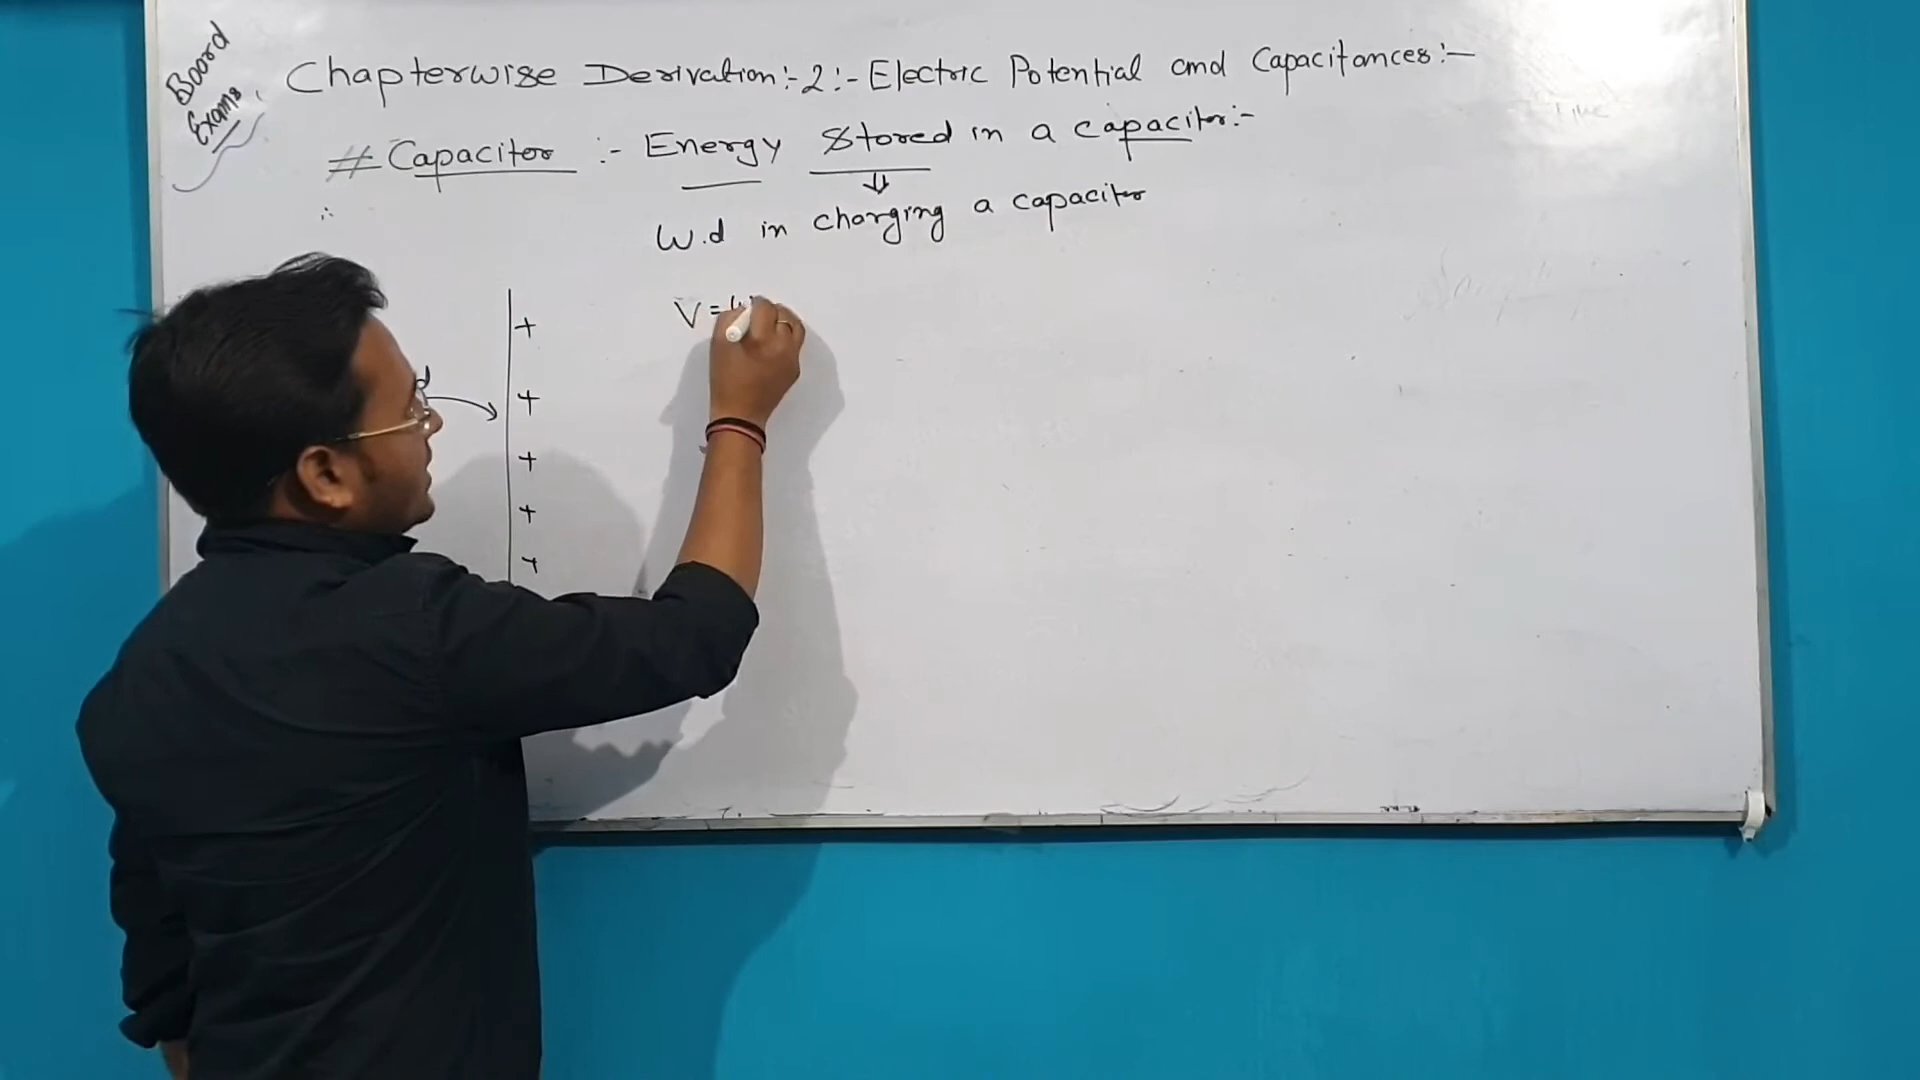 Board
Exams
Chapterwise Derivation:- 2:- Electric Potential and Capacitances:-
# Capacitor :- Energy Stored in a capacitor:-
∴ ⇓
W.d in charging a capacitor
V =
d
+
+
+
+
+